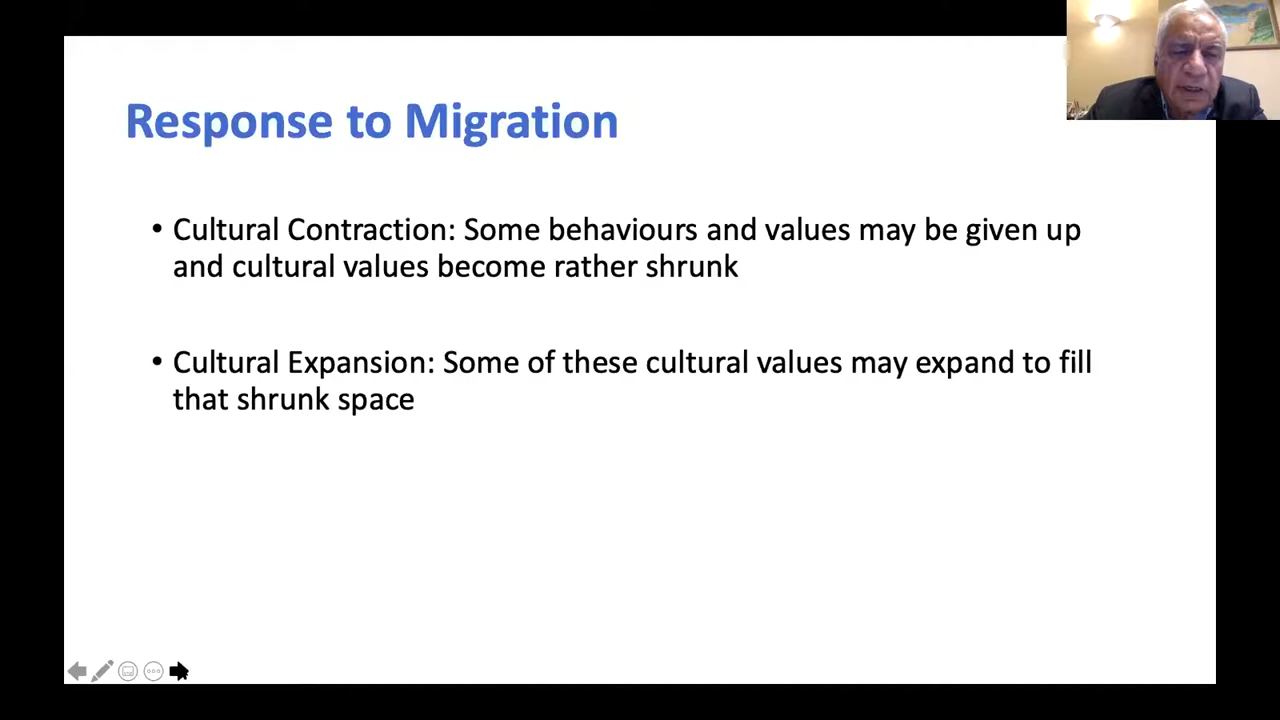 Response to Migration
• Cultural Contraction: Some behaviours and values may be given up
and cultural values become rather shrunk
• Cultural Expansion: Some of these cultural values may expand to fill
that shrunk space